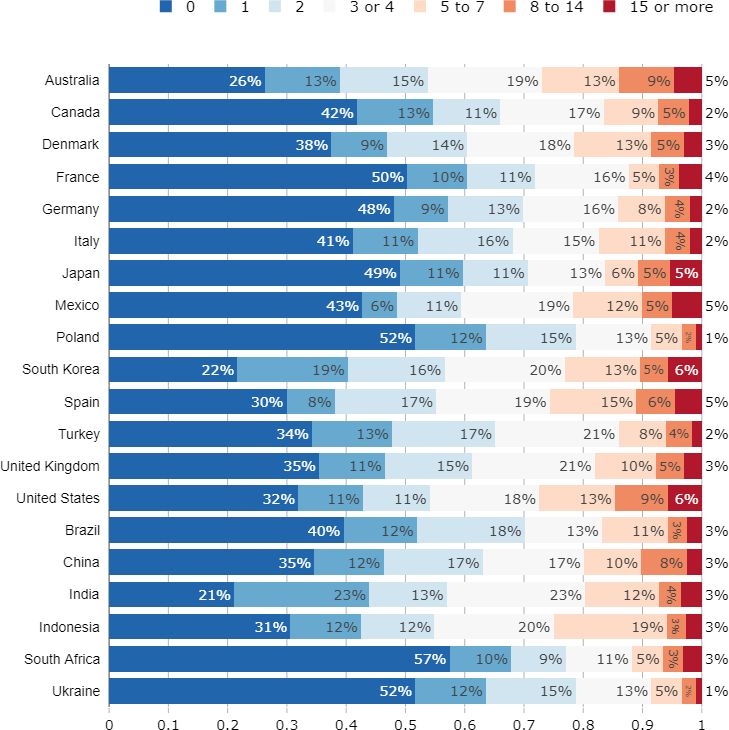 0 1 2 3 or 4 5 to 7 8 to 14 15 or more
Australia 26% 13% 15% 19% 13% 9% 5%
Canada 42% 13% 11% 17% 9% 5% 2%
Denmark 38% 9% 14% 18% 13% 5% 3%
France 50% 10% 11% 16% 5% 3% 4%
Germany 48% 9% 13% 16% 8% 4% 2%
Italy 41% 11% 16% 15% 11% 4% 2%
Japan 49% 11% 11% 13% 6% 5% 5%
Mexico 43% 6% 11% 19% 12% 5% 5%
Poland 52% 12% 15% 13% 5% 2% 1%
South Korea 22% 19% 16% 20% 13% 5% 6%
Spain 30% 8% 17% 19% 15% 6% 5%
Turkey 34% 13% 17% 21% 8% 4% 2%
United Kingdom 35% 11% 15% 21% 10% 5% 3%
United States 32% 11% 11% 18% 13% 9% 6%
Brazil 40% 12% 18% 13% 11% 3% 3%
China 35% 12% 17% 17% 10% 8% 3%
India 21% 23% 13% 23% 12% 4% 3%
Indonesia 31% 12% 12% 20% 19% 3% 3%
South Africa 57% 10% 9% 11% 5% 3% 3%
Ukraine 52% 12% 15% 13% 5% 2% 1%
0 0.1 0.2 0.3 0.4 0.5 0.6 0.7 0.8 0.9 1